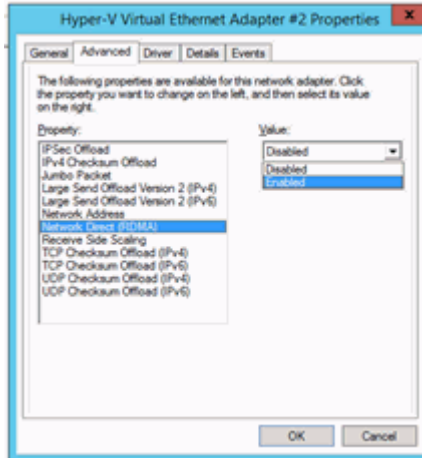 Hyper-V Virtual Ethernet Adapter #2 Properties
x
General Advanced Driver Details Events
The following properties are available for this network adapter. Click
the property you want to change on the left, and then select its value
on the right.
Property:
Value:
IPSec Offload
IPv4 Checksum Offload
Jumbo Packet
Large Send Offload Version 2 (IPv4)
Large Send Offload Version 2 (IPv6)
Network Address
Network Direct (RDMA)
Receive Side Scaling
TCP Checksum Offload (IPv4)
TCP Checksum Offload (IPv6)
UDP Checksum Offload (IPv4)
UDP Checksum Offload (IPv6)
Disabled
Disabled
Enabled
OK Cancel